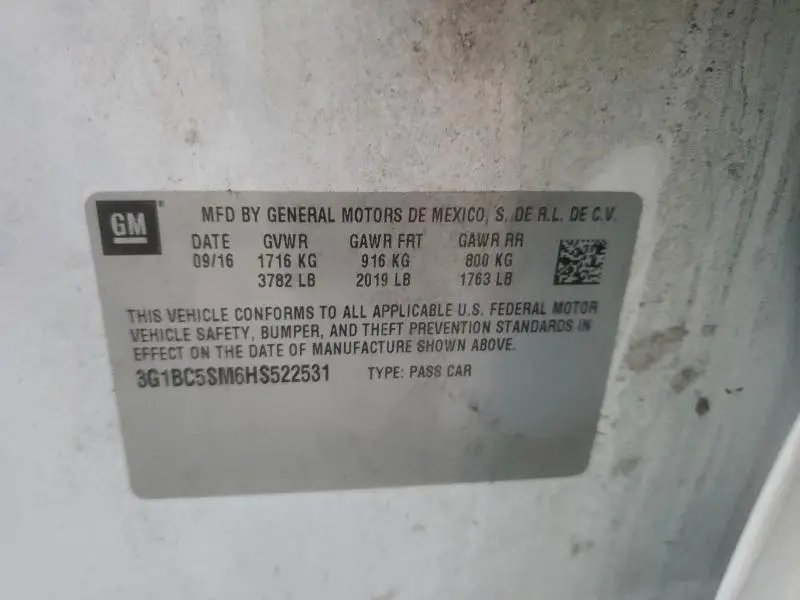 GM
MFD BY GENERAL MOTORS DE MEXICO, S. DE R.L. DE C.V.
DATE GVWR GAWR FRT GAWR RR
09/16 1716 KG 916 KG 800 KG
3782 LB 2019 LB 1763 LB
THIS VEHICLE CONFORMS TO ALL APPLICABLE U.S. FEDERAL MOTOR
VEHICLE SAFETY, BUMPER, AND THEFT PREVENTION STANDARDS IN
EFFECT ON THE DATE OF MANUFACTURE SHOWN ABOVE.
3G1BC5SM6HS522531 TYPE: PASS CAR